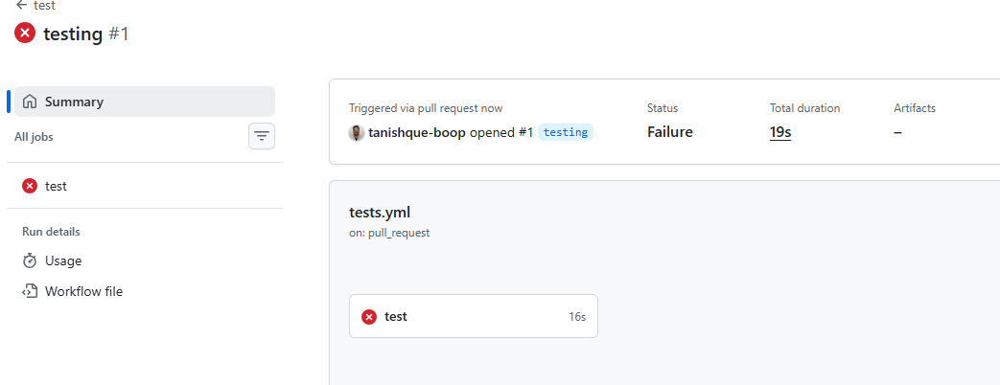 test
testing #1
Summary
All jobs
test
Run details
Usage
Workflow file
Triggered via pull request now
tanishque-boop opened #1 testing
Status
Failure
Total duration
19s
Artifacts
–
tests.yml
on: pull_request
test 16s